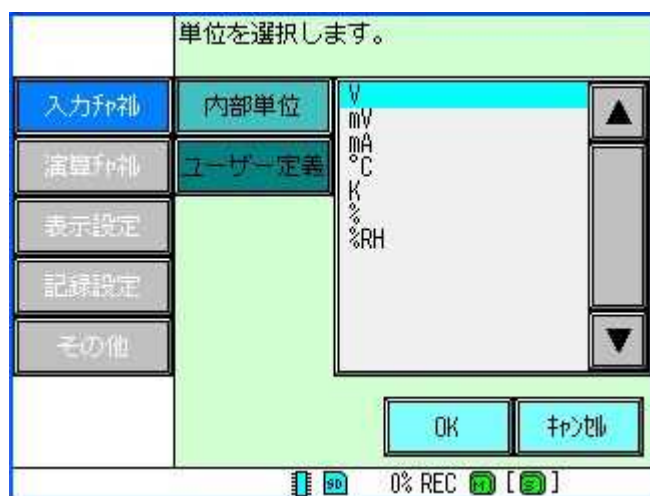 単位を選択します。
入力ﾁｬﾈﾙ
演算ﾁｬﾈﾙ
表示設定
記録設定
その他
内部単位
ユーザー定義
V
mV
mA
°C
K
%
%RH
OK
ｷｬﾝｾﾙ
SD 0% REC [M] [S]